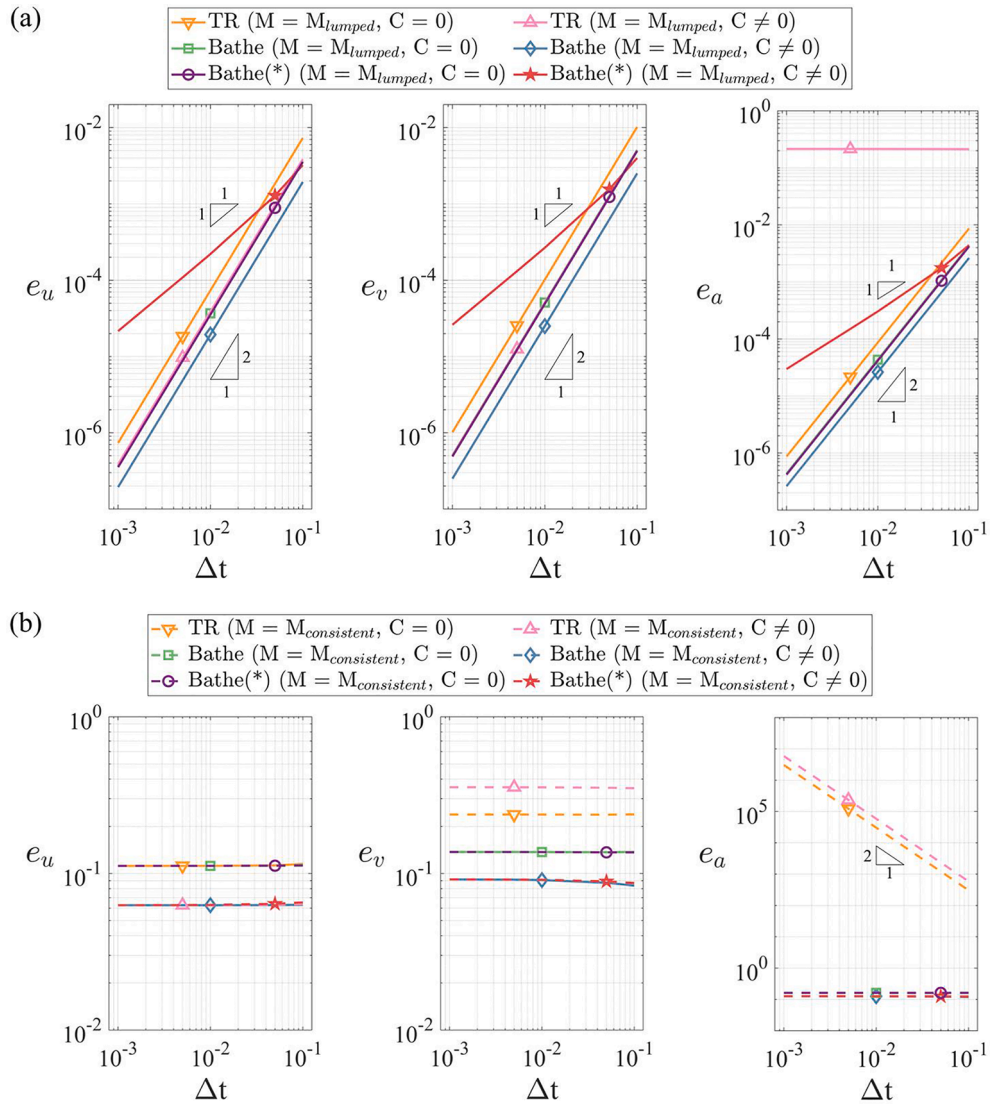 (a)
TR (M = M_lumped, C = 0) TR (M = M_lumped, C ≠ 0)
Bathe (M = M_lumped, C = 0) Bathe (M = M_lumped, C ≠ 0)
Bathe(*) (M = M_lumped, C = 0) Bathe(*) (M = M_lumped, C ≠ 0)
e_u
10^-2
10^-4
10^-6
1
1
2
1
10^-3 10^-2 10^-1
Δt
e_v
10^-2
10^-4
10^-6
1
1
2
1
10^-3 10^-2 10^-1
Δt
e_a
10^0
10^-2
10^-4
10^-6
1
1
2
1
10^-3 10^-2 10^-1
Δt
(b)
TR (M = M_consistent, C = 0) TR (M = M_consistent, C ≠ 0)
Bathe (M = M_consistent, C = 0) Bathe (M = M_consistent, C ≠ 0)
Bathe(*) (M = M_consistent, C = 0) Bathe(*) (M = M_consistent, C ≠ 0)
e_u
10^0
10^-1
10^-2
10^-3 10^-2 10^-1
Δt
e_v
10^0
10^-1
10^-2
10^-3 10^-2 10^-1
Δt
e_a
10^5
10^0
2
1
10^-3 10^-2 10^-1
Δt